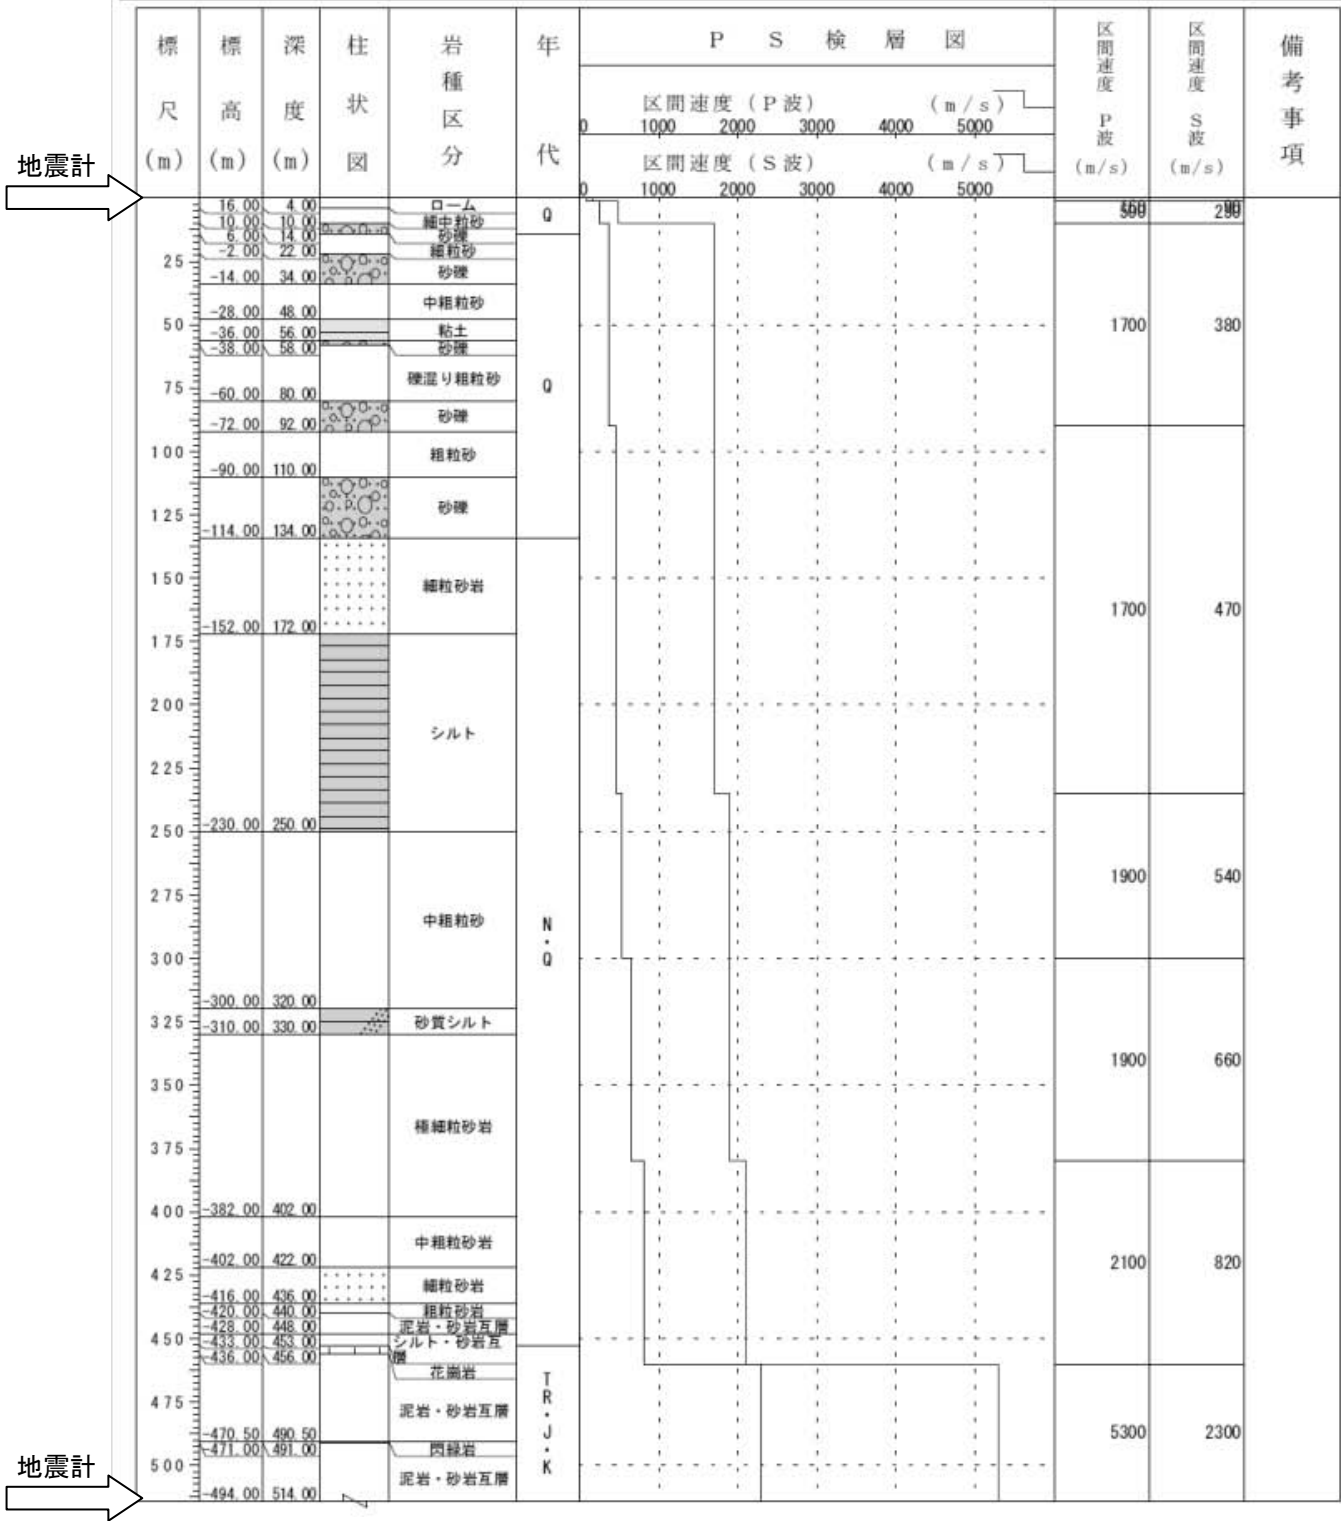 標尺(m)
標高(m)
深度(m)
柱状図
岩種区分
年代
PS検層図
区間速度(P波) (m/s)
0 1000 2000 3000 4000 5000
区間速度(S波) (m/s)
0 1000 2000 3000 4000 5000
区間速度 P波 (m/s)
区間速度 S波 (m/s)
備考事項
地震計
16.00 4.00 ローム
Q
10.00 10.00 細中粒砂
6.00 14.00 砂礫
-2.00 22.00 細粒砂
25
-14.00 34.00 砂礫
-28.00 48.00 中粗粒砂
50
1700 380
-36.00 56.00 粘土
-38.00 58.00 砂礫
75
-60.00 80.00 礫混り粗粒砂
Q
-72.00 92.00 砂礫
100
-90.00 110.00 粗粒砂
125
-114.00 134.00 砂礫
150
-152.00 172.00 細粒砂岩
1700 470
175
200
シルト
225
-230.00 250.00
250
1900 540
275
中粗粒砂
N・Q
300
-300.00 320.00
325
-310.00 330.00 砂質シルト
1900 660
350
極細粒砂岩
375
-382.00 402.00
400
中粗粒砂岩
-402.00 422.00
2100 820
425
-416.00 436.00 細粒砂岩
-420.00 440.00 粗粒砂岩
-428.00 448.00 泥岩・砂岩互層
450
-433.00 453.00 シルト・砂岩互層
-436.00 456.00 花崗岩
TR・J・K
475
-470.50 490.50 泥岩・砂岩互層
5300 2300
-471.00 491.00 閃緑岩
500
地震計
-494.00 514.00 泥岩・砂岩互層